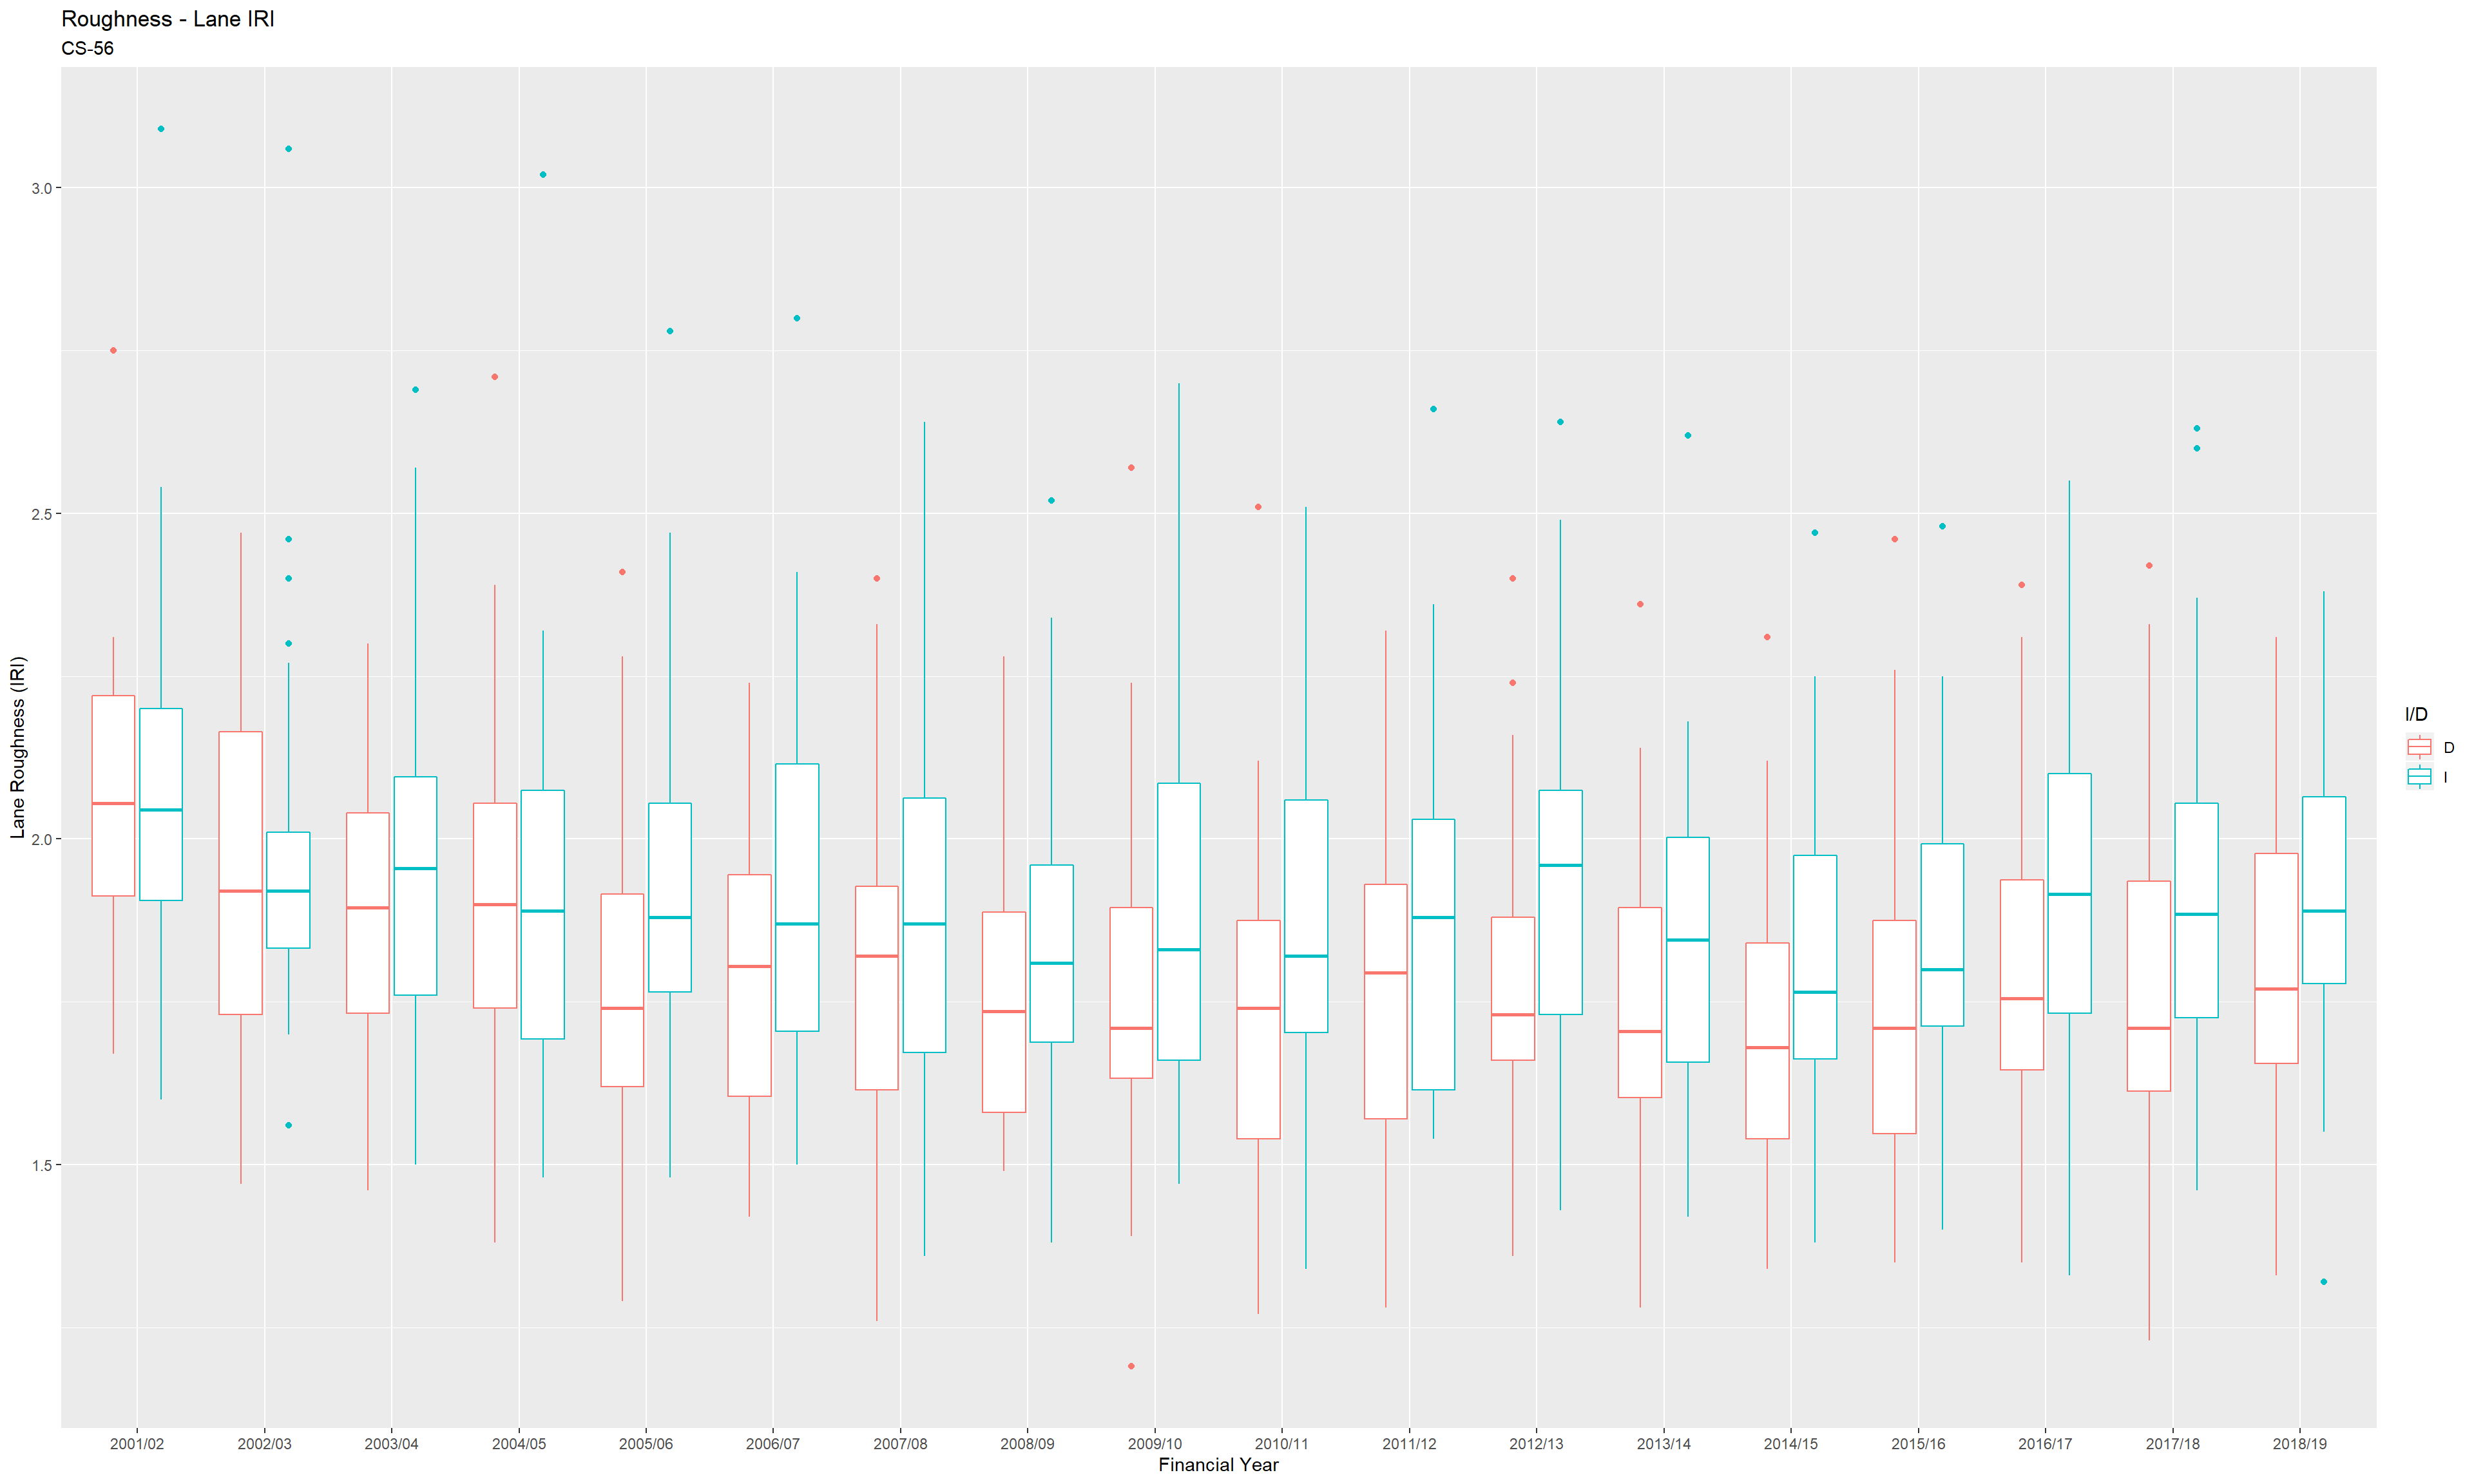 Roughness - Lane IRI
CS-56
Lane Roughness (IRI)
3.0
2.5
2.0
1.5
2001/02 2002/03 2003/04 2004/05 2005/06 2006/07 2007/08 2008/09 2009/10 2010/11 2011/12 2012/13 2013/14 2014/15 2015/16 2016/17 2017/18 2018/19
Financial Year
I/D
D
I